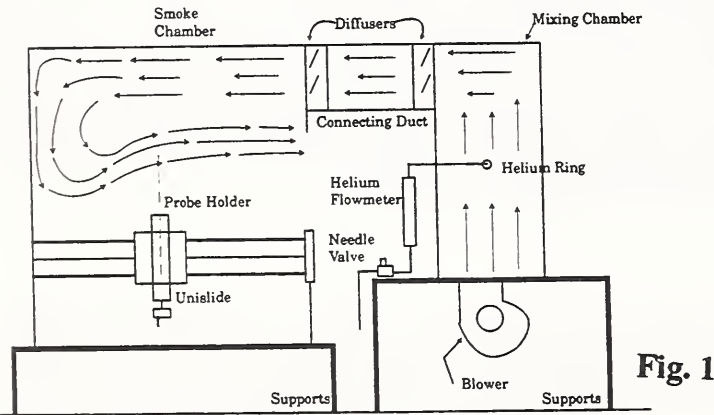 Smoke
Chamber
Diffusers
Mixing Chamber
Connecting Duct
Helium Ring
Helium
Flowmeter
Probe Holder
Needle
Valve
Unislide
Blower
Supports
Supports
Fig. 1